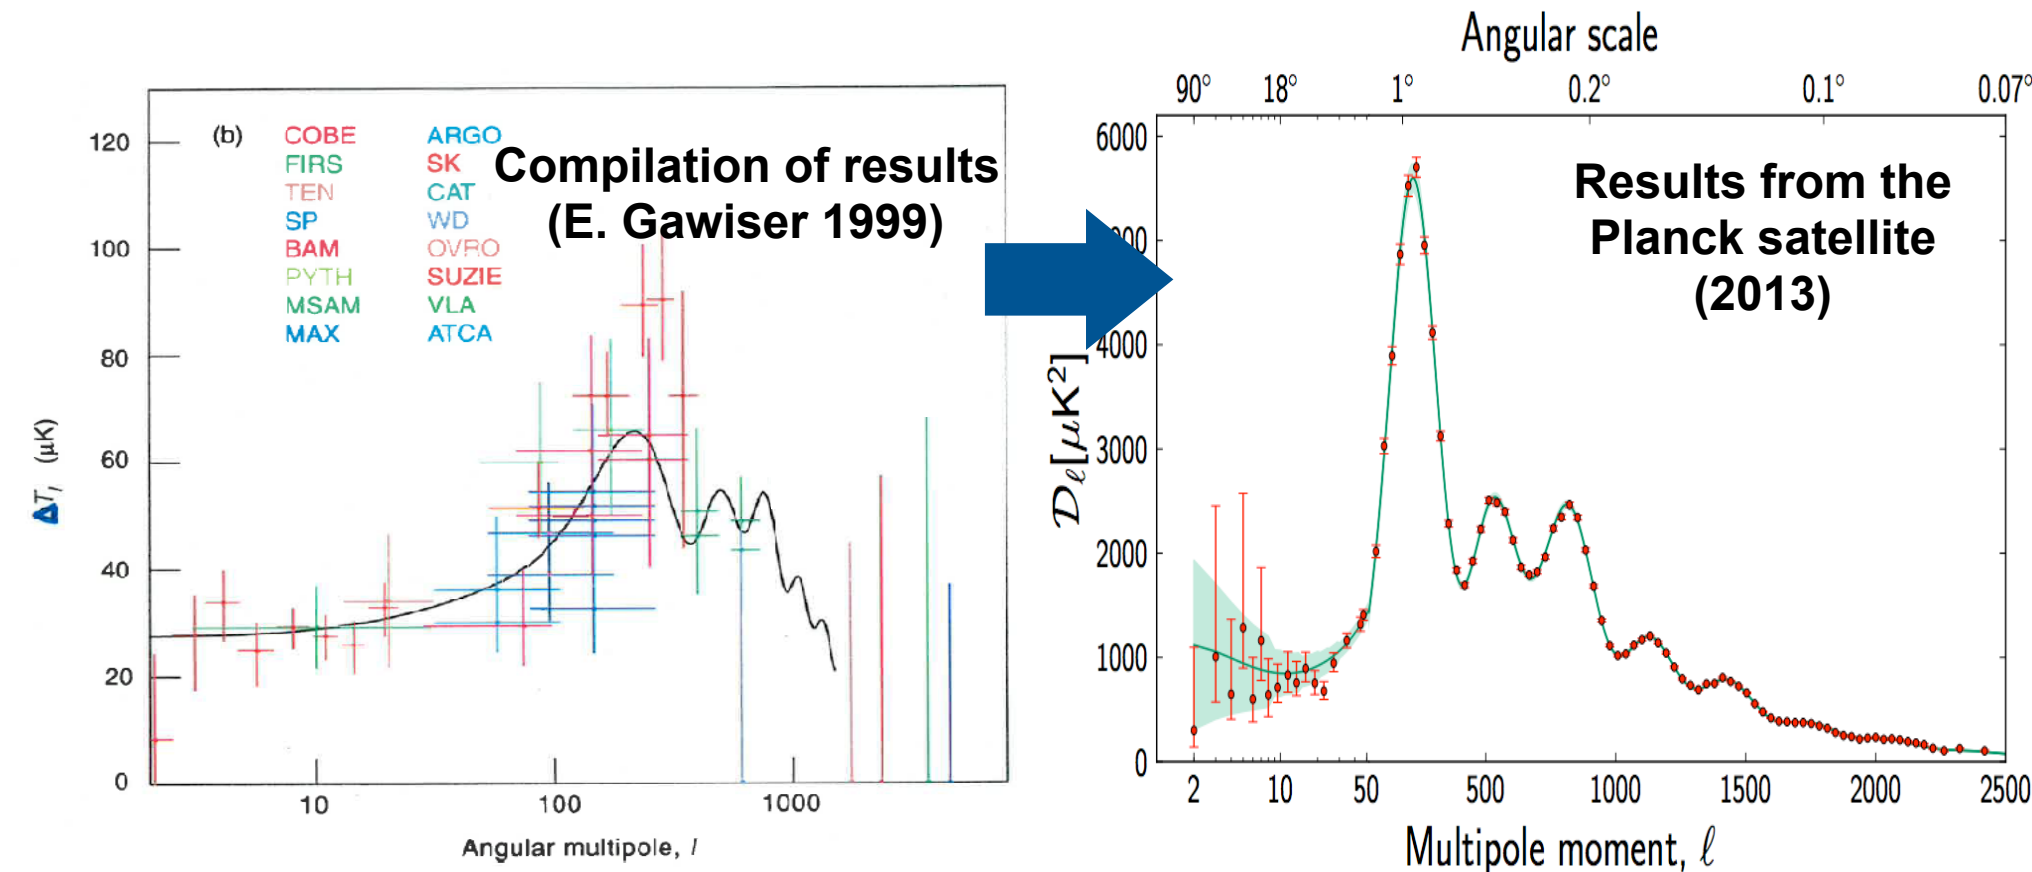 (b)
COBE ARGO
FIRS SK
TEN CAT
SP WD
BAM OVRO
PYTH SUZIE
MSAM VLA
MAX ATCA
Compilation of results
(E. Gawiser 1999)
120
100
80
60
40
20
0
ΔTl (μK)
10 100 1000
Angular multipole, l
Angular scale
90° 18° 1° 0.2° 0.1° 0.07°
Results from the
Planck satellite
(2013)
6000
4000
3000
2000
1000
0
𝒟ℓ[μK²]
2 10 50 500 1000 1500 2000 2500
Multipole moment, ℓ